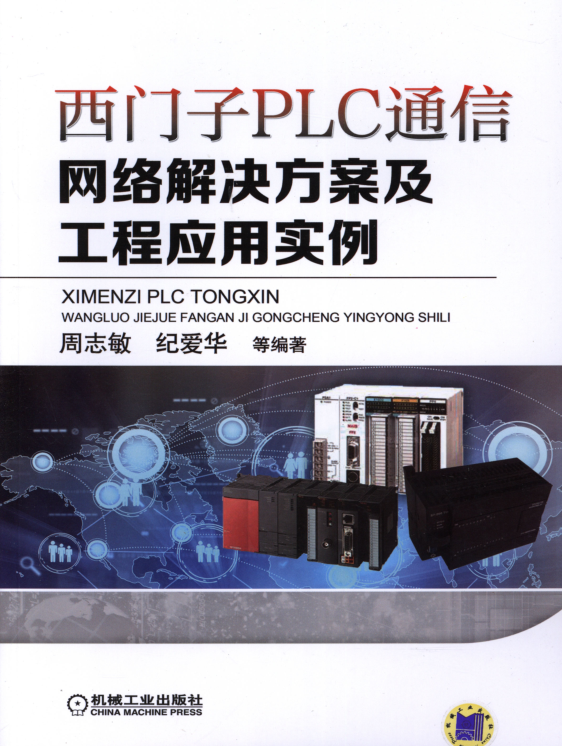 西门子PLC通信
网络解决方案及
工程应用实例
XIMENZI PLC TONGXIN
WANGLUO JIEJUE FANGAN JI GONGCHENG YINGYONG SHILI
周志敏 纪爱华 等编著
机械工业出版社
CHINA MACHINE PRESS